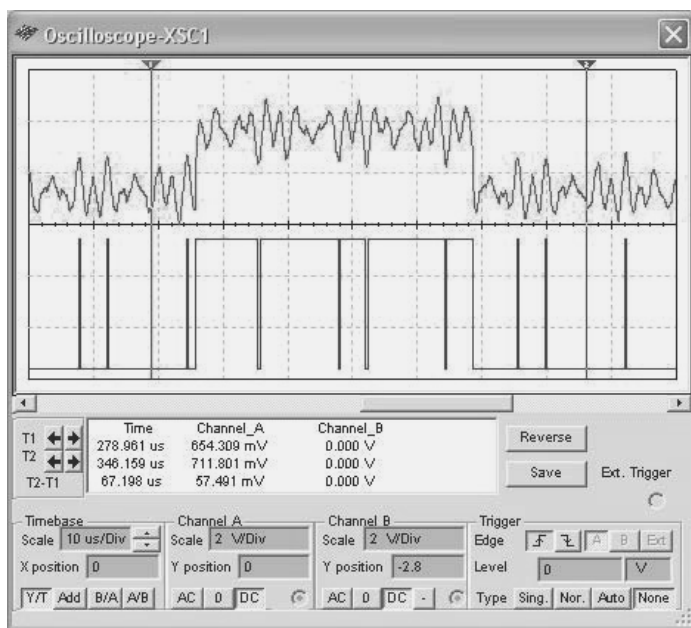 Oscilloscope-XSC1
1 2
Time Channel_A Channel_B
T1 278.961 us 654.309 mV 0.000 V
T2 346.159 us 711.801 mV 0.000 V
T2-T1 67.198 us 57.491 mV 0.000 V
Reverse
Save
Ext. Trigger
Timebase
Scale 10 us/Div
X position 0
Y/T Add B/A A/B
Channel A
Scale 2 V/Div
Y position 0
AC 0 DC
Channel B
Scale 2 V/Div
Y position -2.8
AC 0 DC -
Trigger
Edge A B Ext
Level 0 V
Type Sing. Nor. Auto None